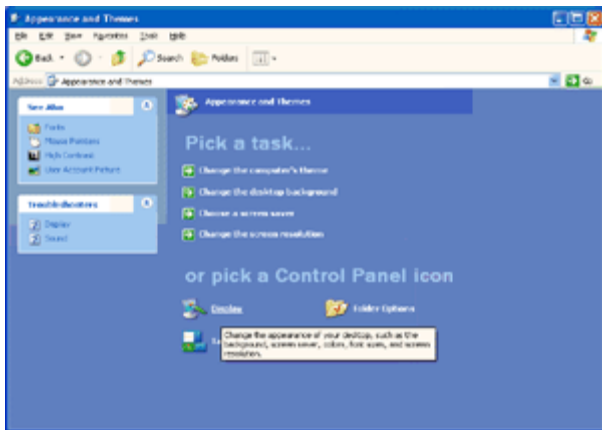 Appearance and Themes
File Edit View Favorites Tools Help
Back Search Folders
Address Appearance and Themes Go
See Also
Fonts
Mouse Pointers
High Contrast
User Account Picture
Troubleshooters
Display
Sound
Appearance and Themes
Pick a task...
Change the computer's theme
Change the desktop background
Choose a screen saver
Change the screen resolution
or pick a Control Panel icon
Display Folder Options
Change the appearance of your desktop, such as the
background, screen saver, colors, font sizes, and screen
resolution.